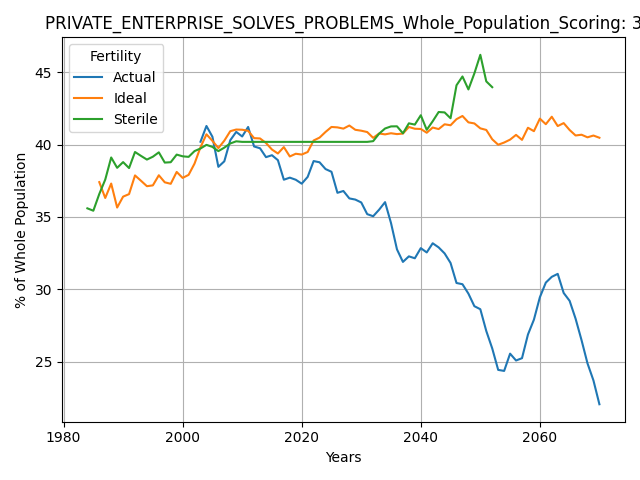 PRIVATE_ENTERPRISE_SOLVES_PROBLEMS_Whole_Population_Scoring: 3
Fertility
Actual
Ideal
Sterile
% of Whole Population
45
40
35
30
25
1980 2000 2020 2040 2060
Years